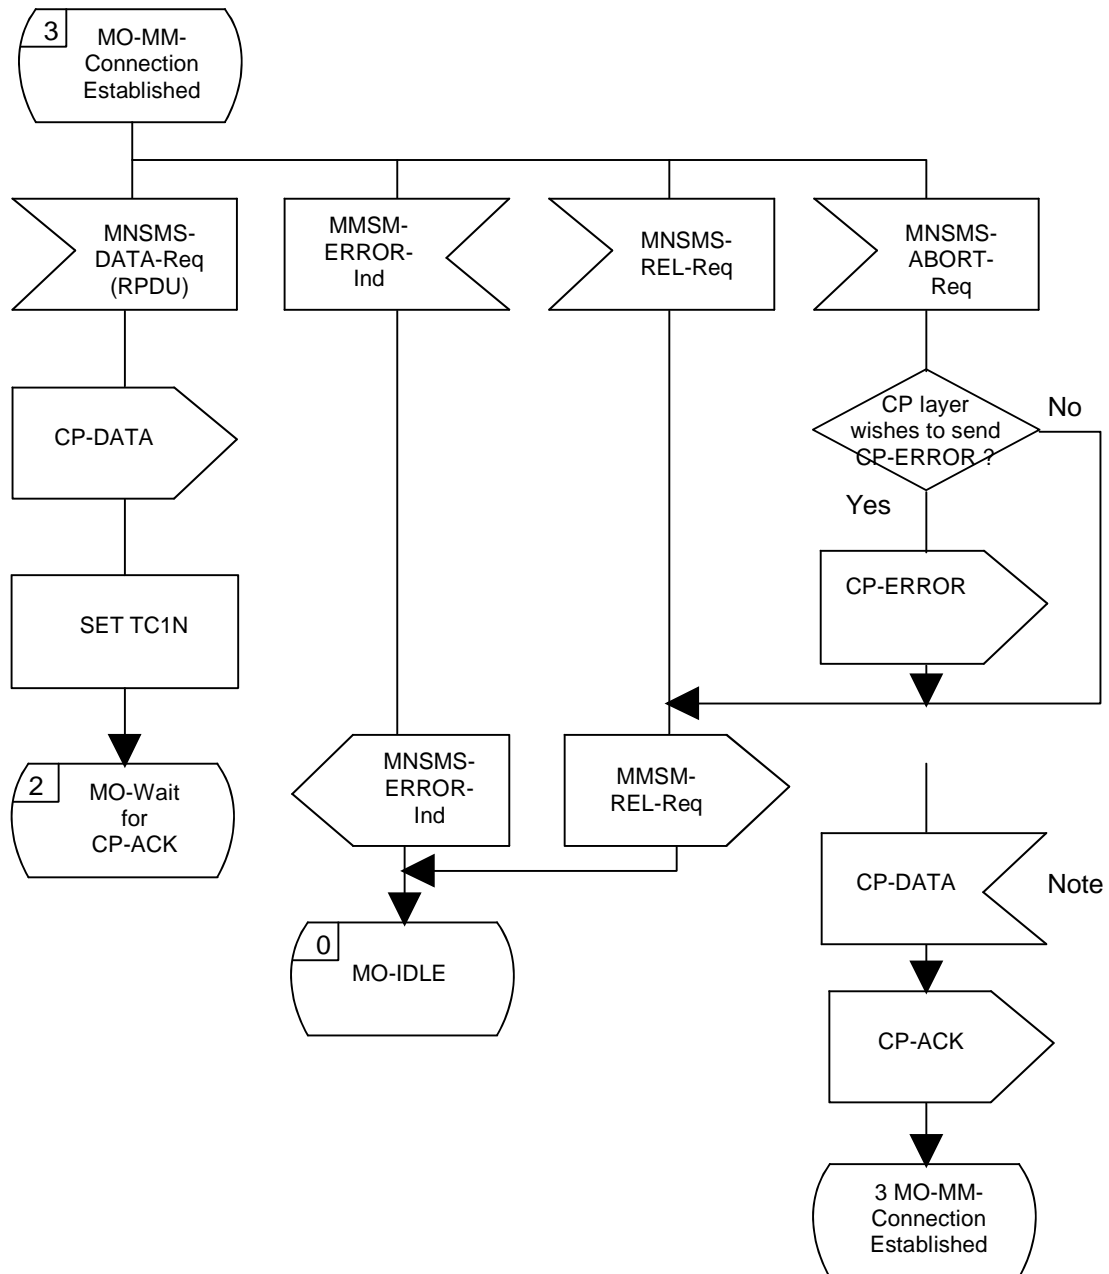 3
MO-MM-
Connection
Established
MNSMS-
DATA-Req
(RPDU)
MMSM-
ERROR-
Ind
MNSMS-
REL-Req
MNSMS-
ABORT-
Req
CP-DATA
CP layer
wishes to send
CP-ERROR ?
No
Yes
SET TC1N
CP-ERROR
2
MO-Wait
for
CP-ACK
MNSMS-
ERROR-
Ind
MMSM-
REL-Req
CP-DATA
Note
0
MO-IDLE
CP-ACK
3 MO-MM-
Connection
Established